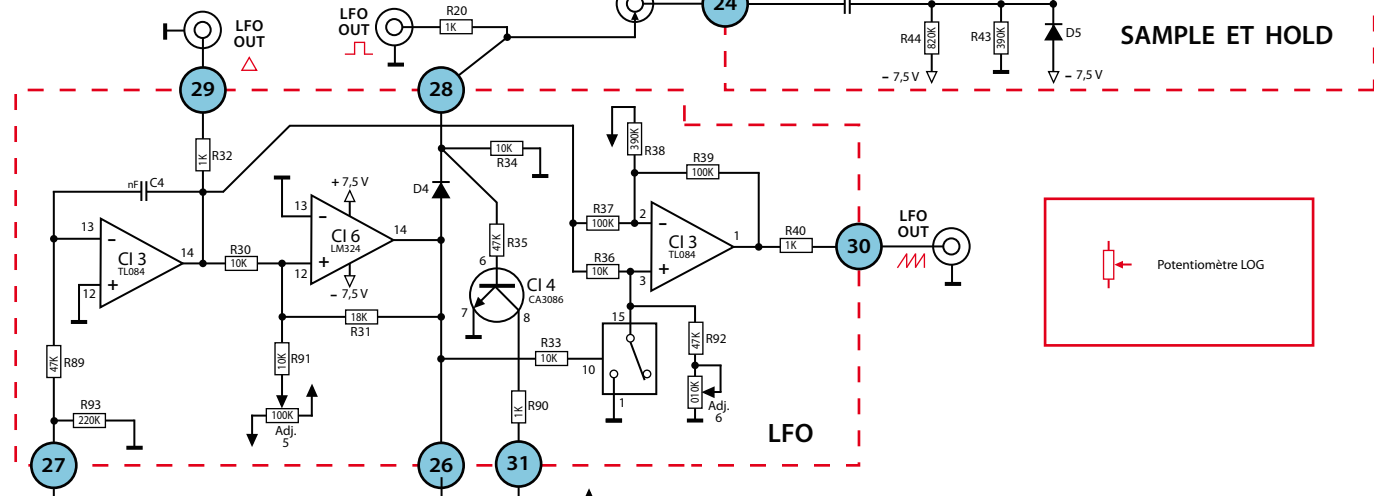 LFO
OUT
LFO
OUT
R20
1K
24
R44
820K
R43
390K
D5
SAMPLE ET HOLD
– 7,5 V
– 7,5 V
29
28
1K
R32
10K
R34
390K
R38
R39
100K
nF
C4
D4
+ 7,5 V
13
–
CI 3
TL084
14
+
12
R30
10K
13
–
CI 6
LM324
14
+
12
– 7,5 V
47K
R35
6
CI 4
CA3086
7
8
R37
100K
2
–
CI 3
TL084
1
R36
10K
+
3
R40
1K
30
LFO
OUT
Potentiomètre LOG
18K
R31
47K
R89
10K
R91
R33
10K
15
10
1
47K
R92
010K
Adj.
6
R93
220K
100K
Adj.
5
1K
R90
LFO
27
26
31